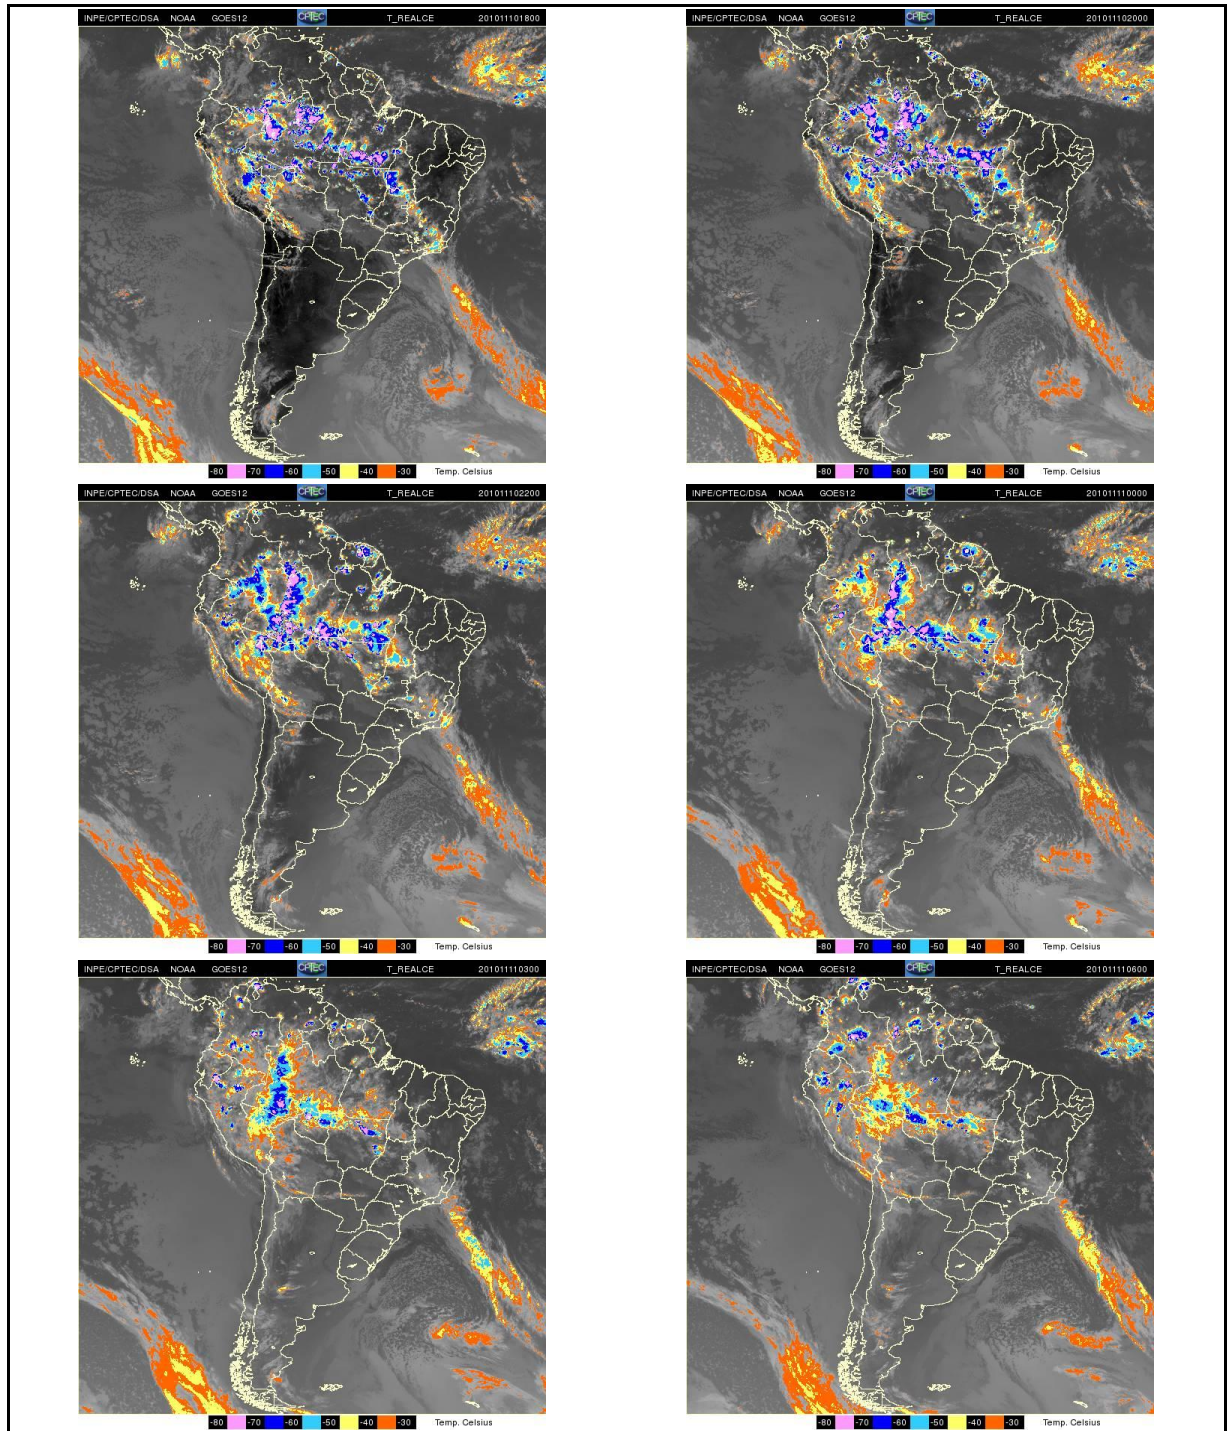 INPE/CPTEC/DSA NOAA GOES12 CPTEC T_REALCE 201011101800
INPE/CPTEC/DSA NOAA GOES12 CPTEC T_REALCE 201011102000
-80 -70 -60 -50 -40 -30 Temp. Celsius
-80 -70 -60 -50 -40 -30 Temp. Celsius
INPE/CPTEC/DSA NOAA GOES12 CPTEC T_REALCE 201011102200
INPE/CPTEC/DSA NOAA GOES12 CPTEC T_REALCE 201011110000
-80 -70 -60 -50 -40 -30 Temp. Celsius
-80 -70 -60 -50 -40 -30 Temp. Celsius
INPE/CPTEC/DSA NOAA GOES12 CPTEC T_REALCE 201011110300
INPE/CPTEC/DSA NOAA GOES12 CPTEC T_REALCE 201011110600
-80 -70 -60 -50 -40 -30 Temp. Celsius
-80 -70 -60 -50 -40 -30 Temp. Celsius